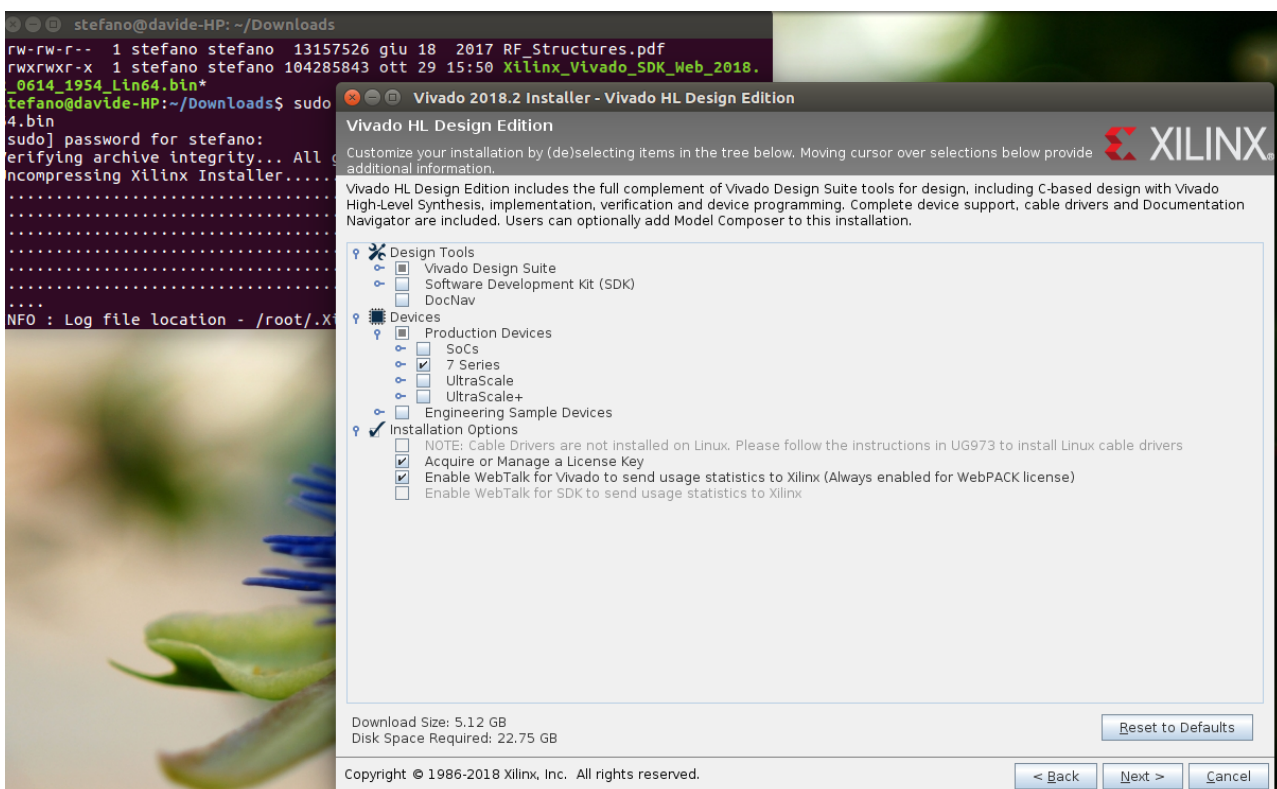 stefano@davide-HP: ~/Downloads
rw-rw-r-- 1 stefano stefano 13157526 giu 18 2017 RF_Structures.pdf
rwxrwxr-x 1 stefano stefano 104285843 ott 29 15:50 Xilinx_Vivado_SDK_Web_2018.
_0614_1954_Lin64.bin*
tefano@davide-HP:~/Downloads$ sudo
4.bin
sudo] password for stefano:
erifying archive integrity... All
ncompressing Xilinx Installer......
....................................
....................................
....................................
....................................
....................................
....................................
....
NFO : Log file location - /root/.Xi
Vivado 2018.2 Installer - Vivado HL Design Edition
Vivado HL Design Edition
Customize your installation by (de)selecting items in the tree below. Moving cursor over selections below provide
additional information.
XILINX®
Vivado HL Design Edition includes the full complement of Vivado Design Suite tools for design, including C-based design with Vivado
High-Level Synthesis, implementation, verification and device programming. Complete device support, cable drivers and Documentation
Navigator are included. Users can optionally add Model Composer to this installation.
Design Tools
Vivado Design Suite
Software Development Kit (SDK)
DocNav
Devices
Production Devices
SoCs
7 Series
UltraScale
UltraScale+
Engineering Sample Devices
Installation Options
NOTE: Cable Drivers are not installed on Linux. Please follow the instructions in UG973 to install Linux cable drivers
Acquire or Manage a License Key
Enable WebTalk for Vivado to send usage statistics to Xilinx (Always enabled for WebPACK license)
Enable WebTalk for SDK to send usage statistics to Xilinx
Download Size: 5.12 GB
Disk Space Required: 22.75 GB
Reset to Defaults
Copyright © 1986-2018 Xilinx, Inc. All rights reserved.
< Back
Next >
Cancel